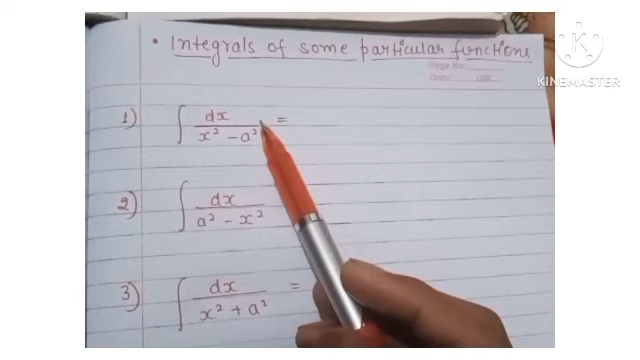 • Integrals of some particular functions
Page No.
Date
KINEMASTER
1) ∫ dx / (x² – a²) =
2) ∫ dx / (a² – x²)
3) ∫ dx / (x² + a²) =